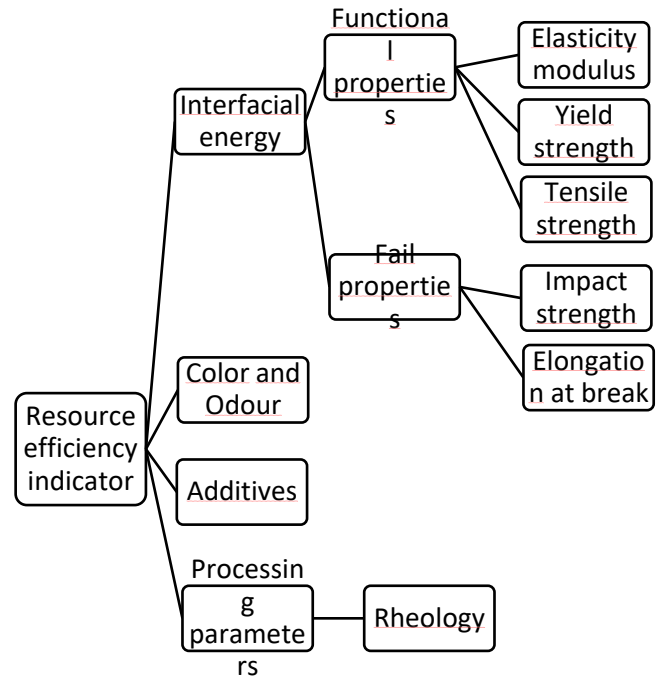 Functiona
l
propertie
s
Elasticity
modulus
Interfacial
energy
Yield
strength
Tensile
strength
Fail
propertie
s
Impact
strength
Elongatio
n at break
Color and
Odour
Resource
efficiency
indicator
Additives
Processin
g
paramete
rs
Rheology